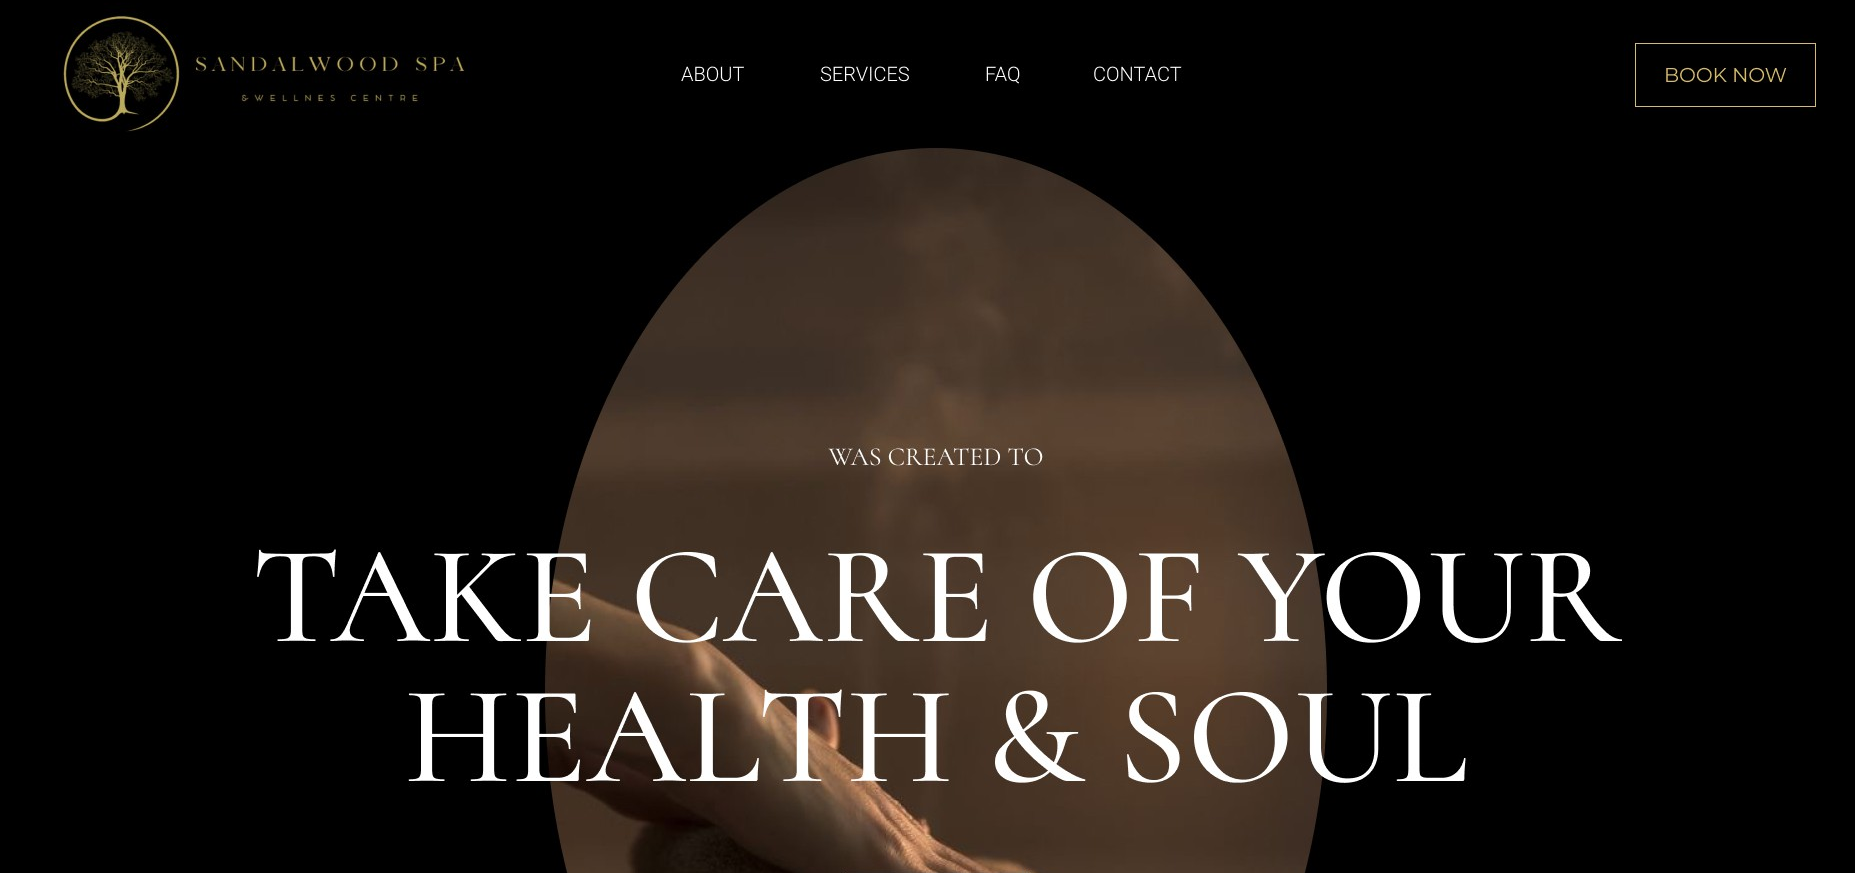 SANDALWOOD SPA
&WELLNES CENTRE
ABOUT
SERVICES
FAQ
CONTACT
BOOK NOW
WAS CREATED TO
TAKE CARE OF YOUR
HEALTH & SOUL